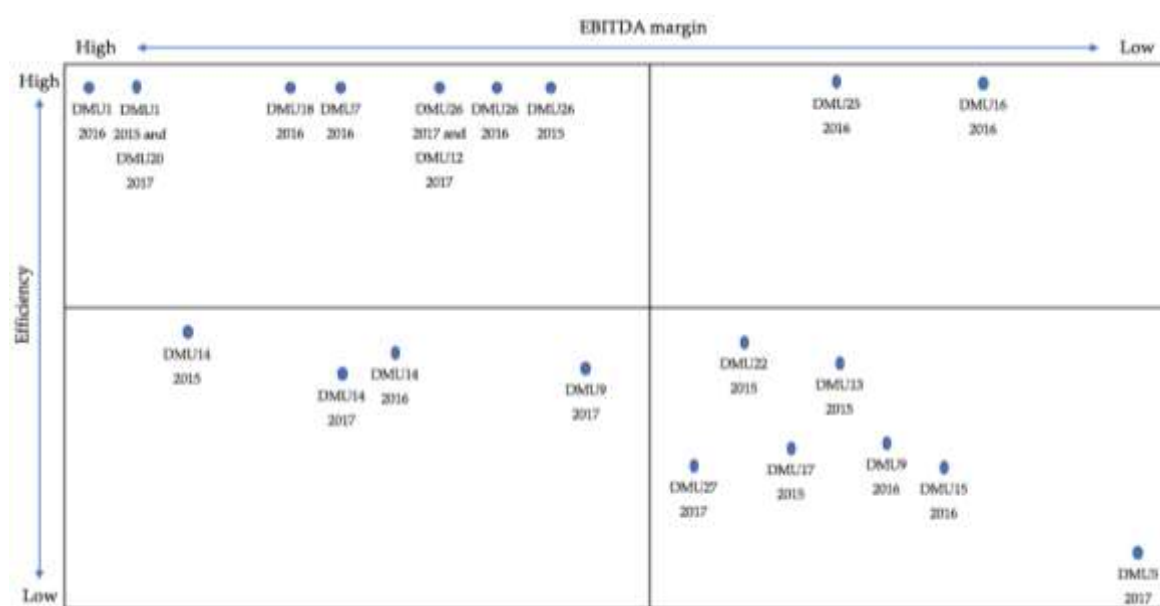 EBITDA margin
High
Low
High
DMU1
2016
DMU1
2015 and
DMU20
2017
DMU18
2016
DMU7
2016
DMU26
2017 and
DMU12
2017
DMU26
2016
DMU26
2015
DMU25
2016
DMU16
2016
Efficiency
DMU14
2015
DMU14
2017
DMU14
2016
DMU9
2017
DMU22
2015
DMU13
2015
DMU27
2017
DMU17
2015
DMU9
2016
DMU15
2016
2017
Low